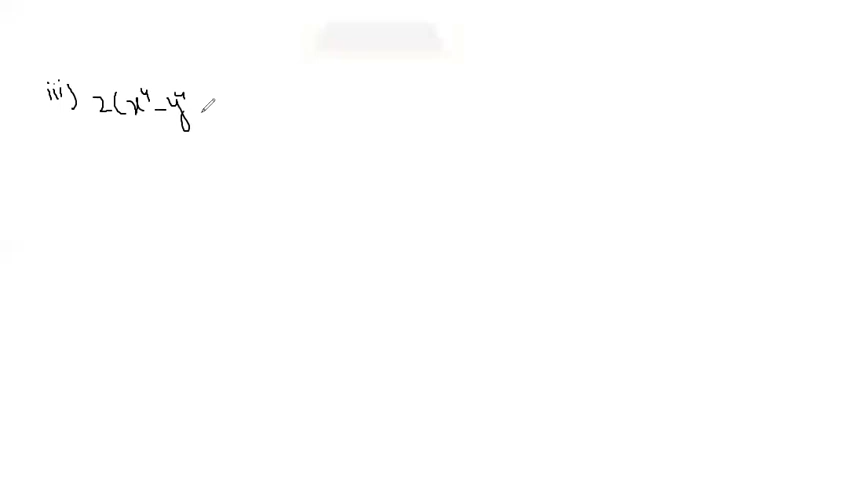 iii) 2(x⁴ - y⁴